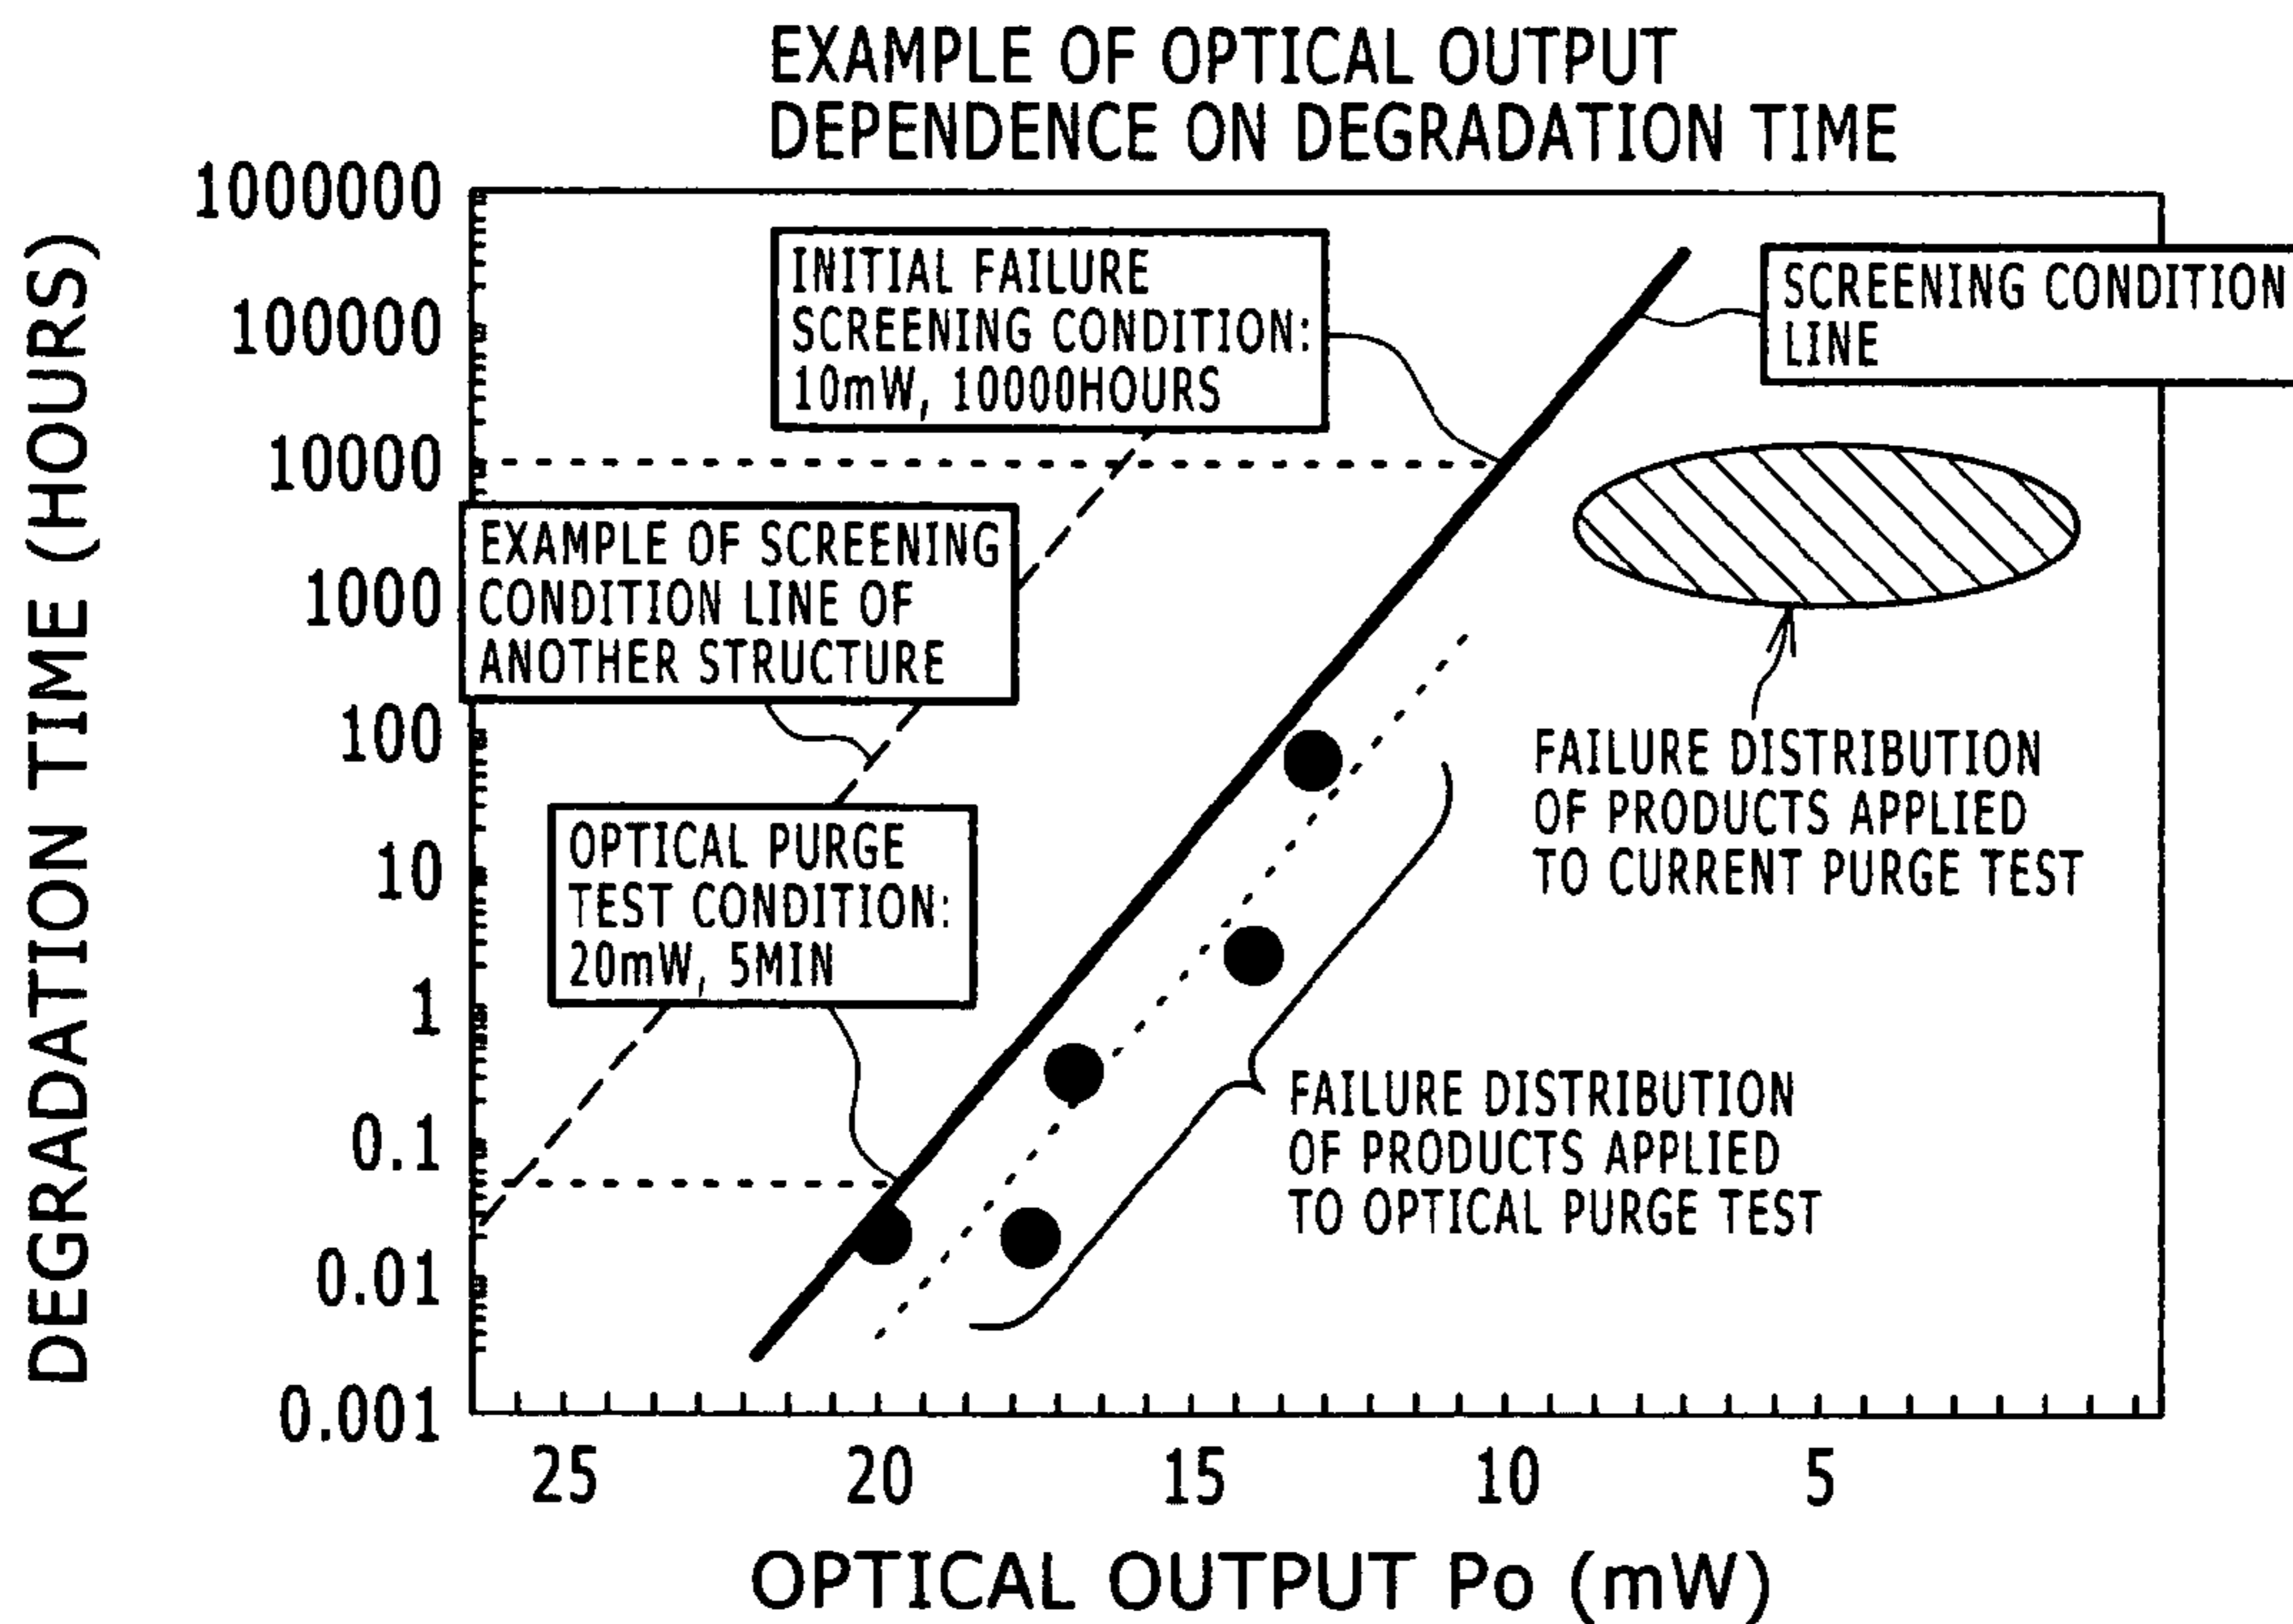 EXAMPLE OF OPTICAL OUTPUT
DEPENDENCE ON DEGRADATION TIME
DEGRADATION TIME (HOURS)
1000000
100000
10000
1000
100
10
1
0.1
0.01
0.001
INITIAL FAILURE
SCREENING CONDITION:
10mW, 10000HOURS
SCREENING CONDITION
LINE
EXAMPLE OF SCREENING
CONDITION LINE OF
ANOTHER STRUCTURE
OPTICAL PURGE
TEST CONDITION:
20mW, 5MIN
FAILURE DISTRIBUTION
OF PRODUCTS APPLIED
TO CURRENT PURGE TEST
FAILURE DISTRIBUTION
OF PRODUCTS APPLIED
TO OPTICAL PURGE TEST
25 20 15 10 5
OPTICAL OUTPUT Po (mW)